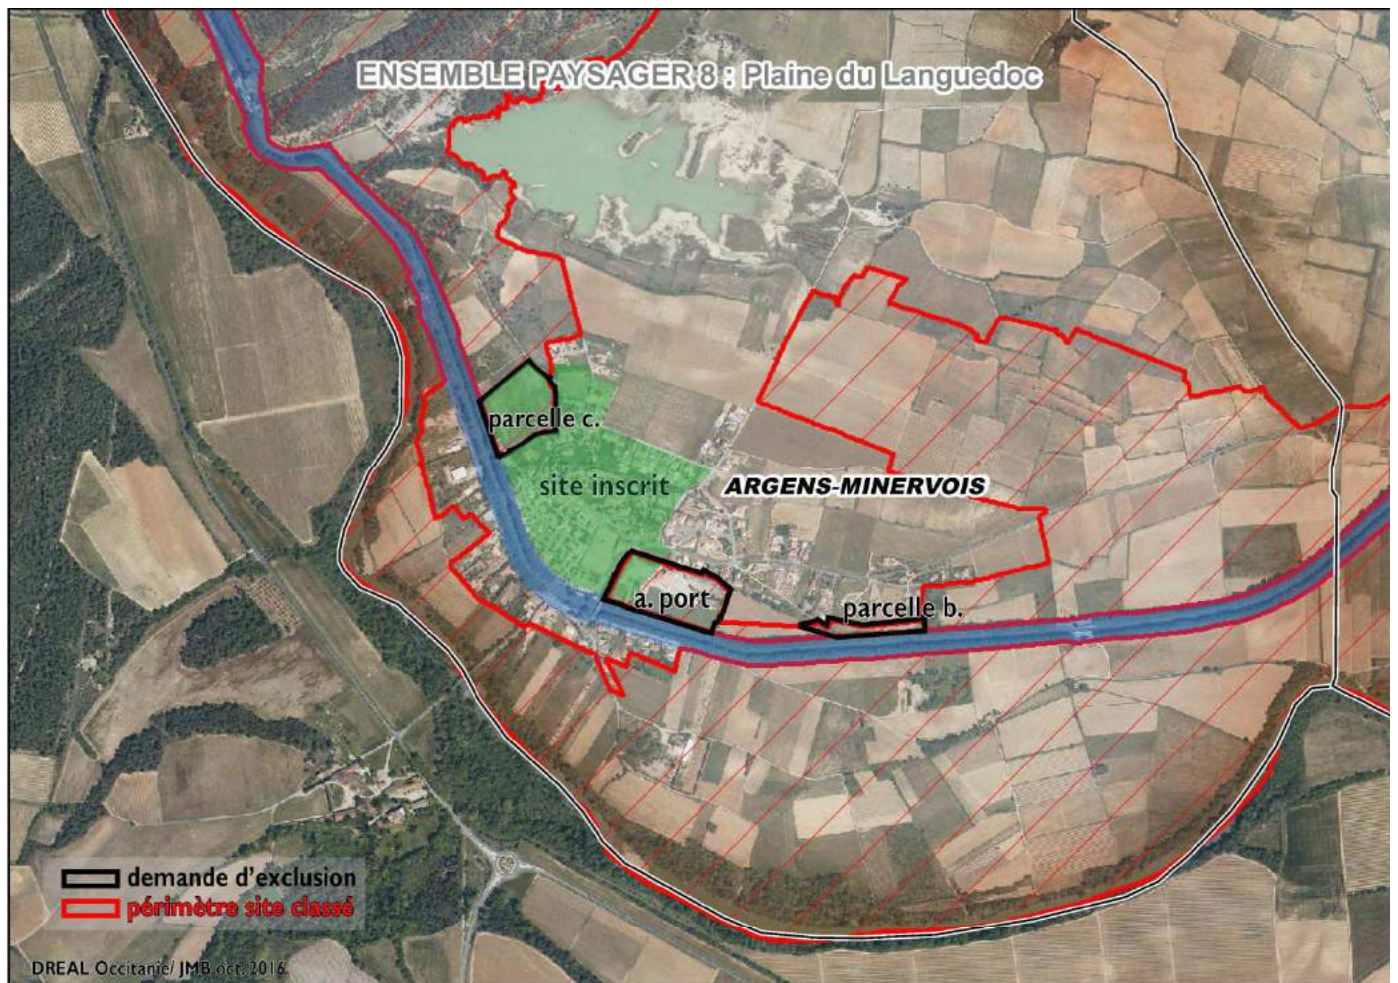 ENSEMBLE PAYSAGER 8 : Plaine du Languedoc
parcelle c.
site inscrit
ARGENS-MINERVOIS
a. port
parcelle b.
demande d'exclusion
périmètre site classé
DREAL Occitanie/ JMB oct. 2016